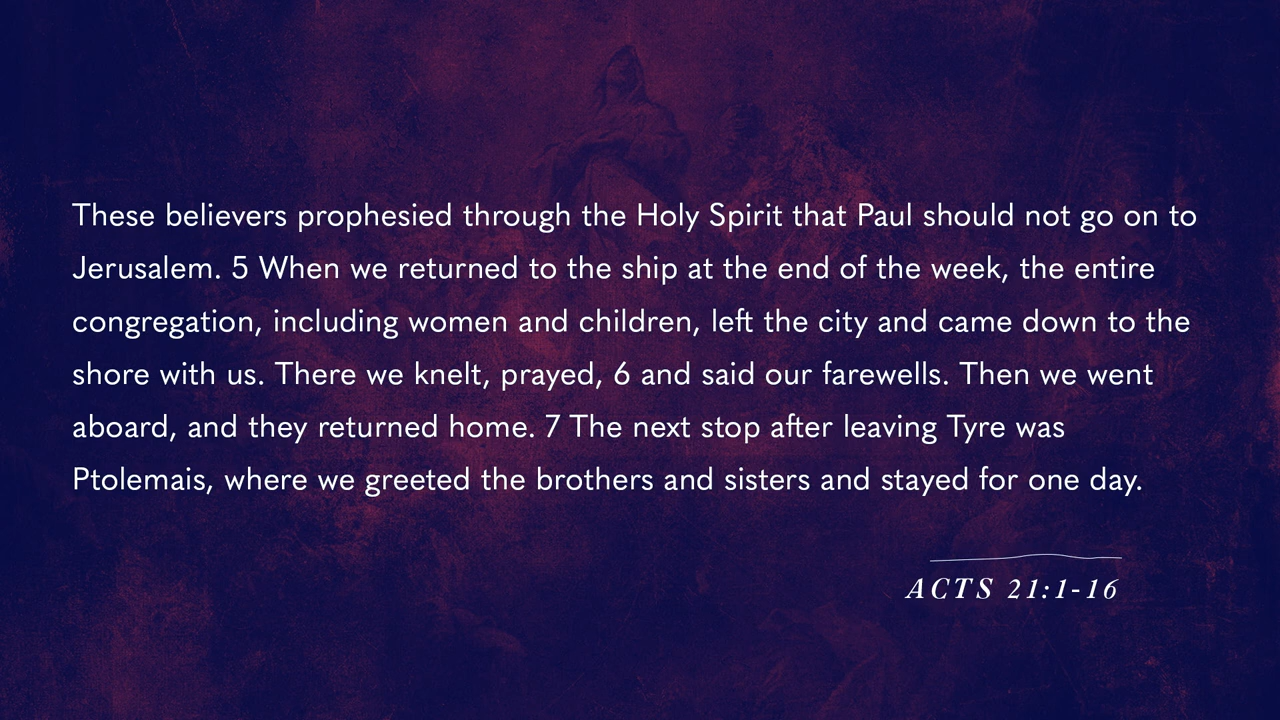 These believers prophesied through the Holy Spirit that Paul should not go on to
Jerusalem. 5 When we returned to the ship at the end of the week, the entire
congregation, including women and children, left the city and came down to the
shore with us. There we knelt, prayed, 6 and said our farewells. Then we went
aboard, and they returned home. 7 The next stop after leaving Tyre was
Ptolemais, where we greeted the brothers and sisters and stayed for one day.
ACTS 21:1-16